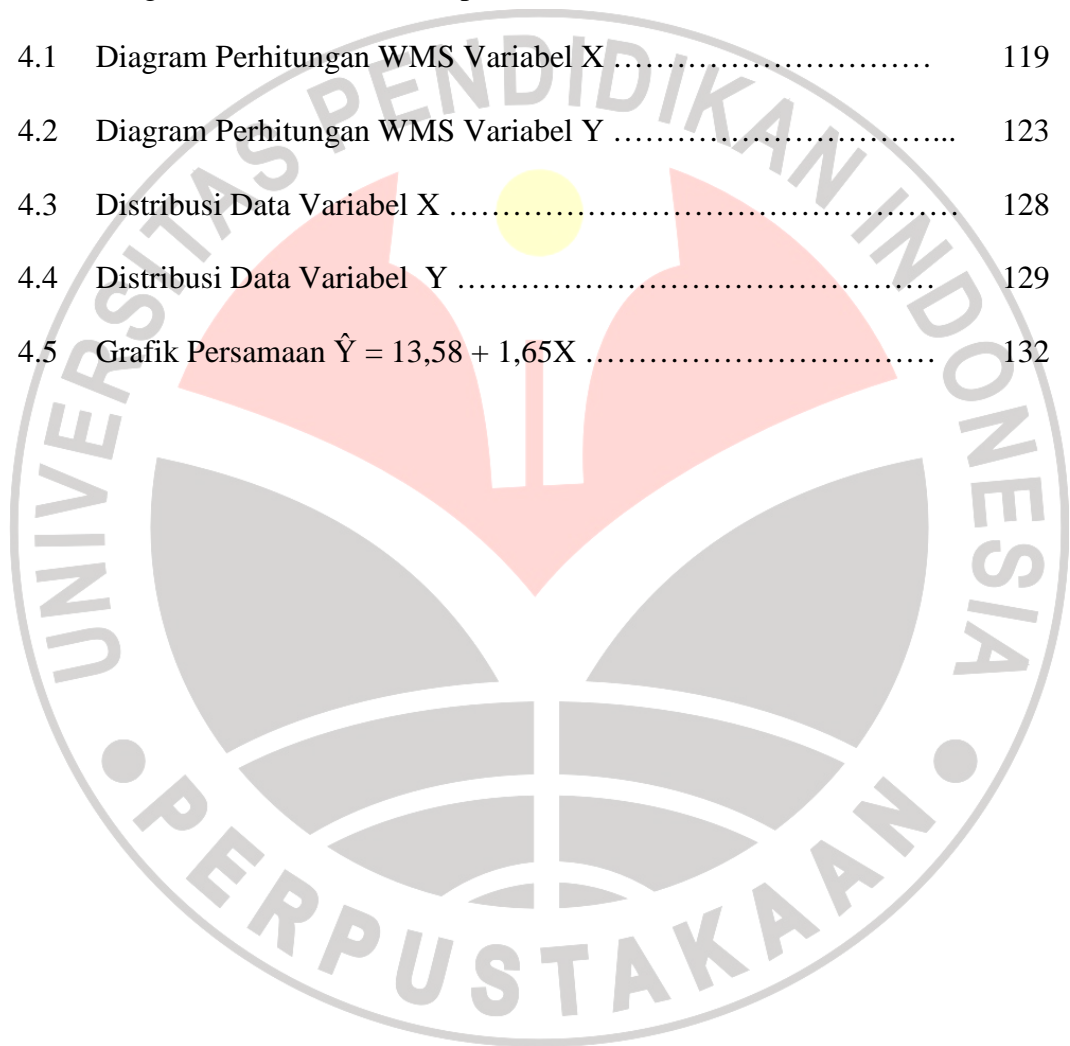 4.1 Diagram Perhitungan WMS Variabel X ………………………… 119
4.2 Diagram Perhitungan WMS Variabel Y ………………………….. 123
4.3 Distribusi Data Variabel X …………………………………………. 128
4.4 Distribusi Data Variabel Y ……………………………………… 129
4.5 Grafik Persamaan Ŷ = 13,58 + 1,65X …………………………… 132
UNIVERSITAS PENDIDIKAN INDONESIA
PERPUSTAKAAN